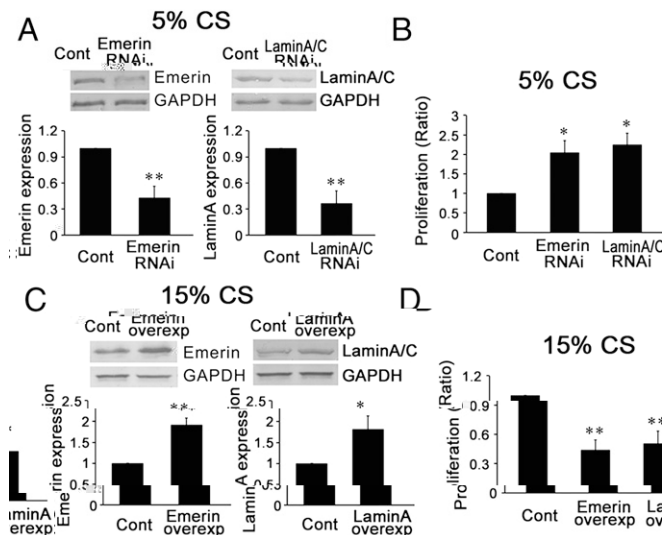 A
5% CS
Cont Emerin RNAi
Emerin
GAPDH
Emerin expression
1.2
0.9
0.6
0.3
0
**
Cont Emerin RNAi
Cont LaminA/C RNAi
LaminA/C
GAPDH
LaminA expression
1.2
0.9
0.6
0.3
0
**
Cont LaminA/C RNAi
B
5% CS
Proliferation (Ratio)
3
2.5
2
1.5
1
0.5
0
*
*
Cont Emerin RNAi LaminA/C RNAi
C
15% CS
Cont Emerin overexp
Emerin
GAPDH
Emerin expression
2.5
2
1.5
1
0.5
0
**
Cont Emerin overexp
Cont LaminA overexp
LaminA/C
GAPDH
LaminA expression
2.5
2
1.5
1
0.5
0
*
Cont LaminA overexp
D
15% CS
1.2
0.9
0.6
0.3
0
**
**
Cont Emerin overexp